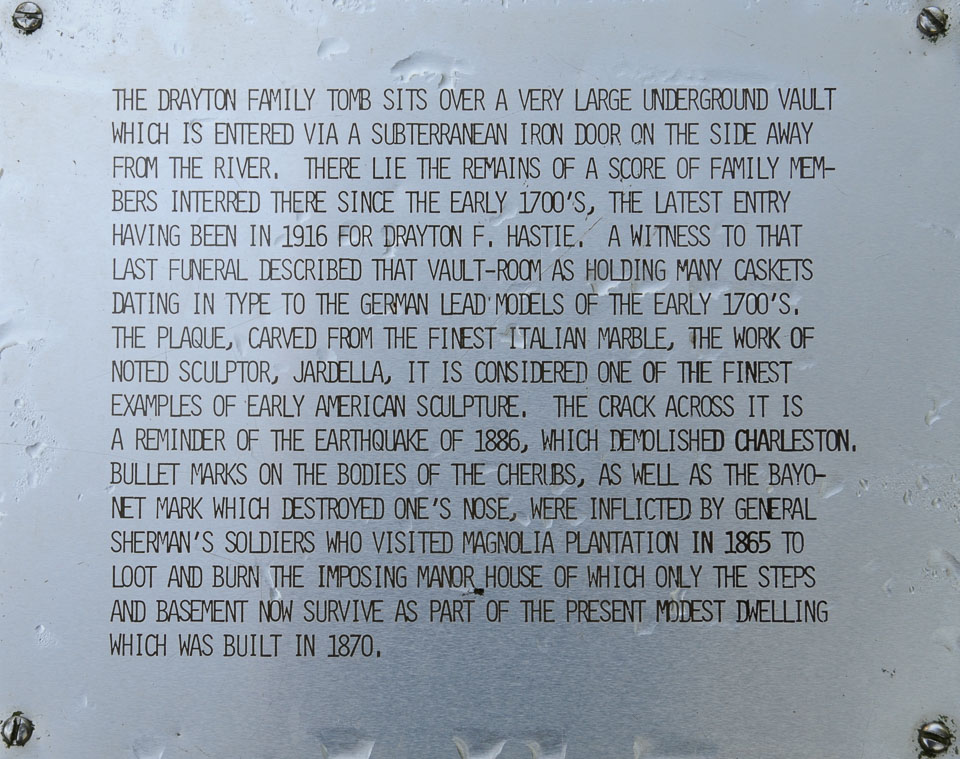 THE DRAYTON FAMILY TOMB SITS OVER A VERY LARGE UNDERGROUND VAULT
WHICH IS ENTERED VIA A SUBTERRANEAN IRON DOOR ON THE SIDE AWAY
FROM THE RIVER.  THERE LIE THE REMAINS OF A SCORE OF FAMILY MEM-
BERS INTERRED THERE SINCE THE EARLY 1700'S, THE LATEST ENTRY
HAVING BEEN IN 1916 FOR DRAYTON F. HASTIE.  A WITNESS TO THAT
LAST FUNERAL DESCRIBED THAT VAULT-ROOM AS HOLDING MANY CASKETS
DATING IN TYPE TO THE GERMAN LEAD MODELS OF THE EARLY 1700'S.
THE PLAQUE, CARVED FROM THE FINEST ITALIAN MARBLE, THE WORK OF
NOTED SCULPTOR, JARDELLA, IT IS CONSIDERED ONE OF THE FINEST
EXAMPLES OF EARLY AMERICAN SCULPTURE.  THE CRACK ACROSS IT IS
A REMINDER OF THE EARTHQUAKE OF 1886, WHICH DEMOLISHED CHARLESTON.
BULLET MARKS ON THE BODIES OF THE CHERUBS, AS WELL AS THE BAYO-
NET MARK WHICH DESTROYED ONE'S NOSE, WERE INFLICTED BY GENERAL
SHERMAN'S SOLDIERS WHO VISITED MAGNOLIA PLANTATION IN 1865 TO
LOOT AND BURN THE IMPOSING MANOR HOUSE OF WHICH ONLY THE STEPS
AND BASEMENT NOW SURVIVE AS PART OF THE PRESENT MODEST DWELLING
WHICH WAS BUILT IN 1870.